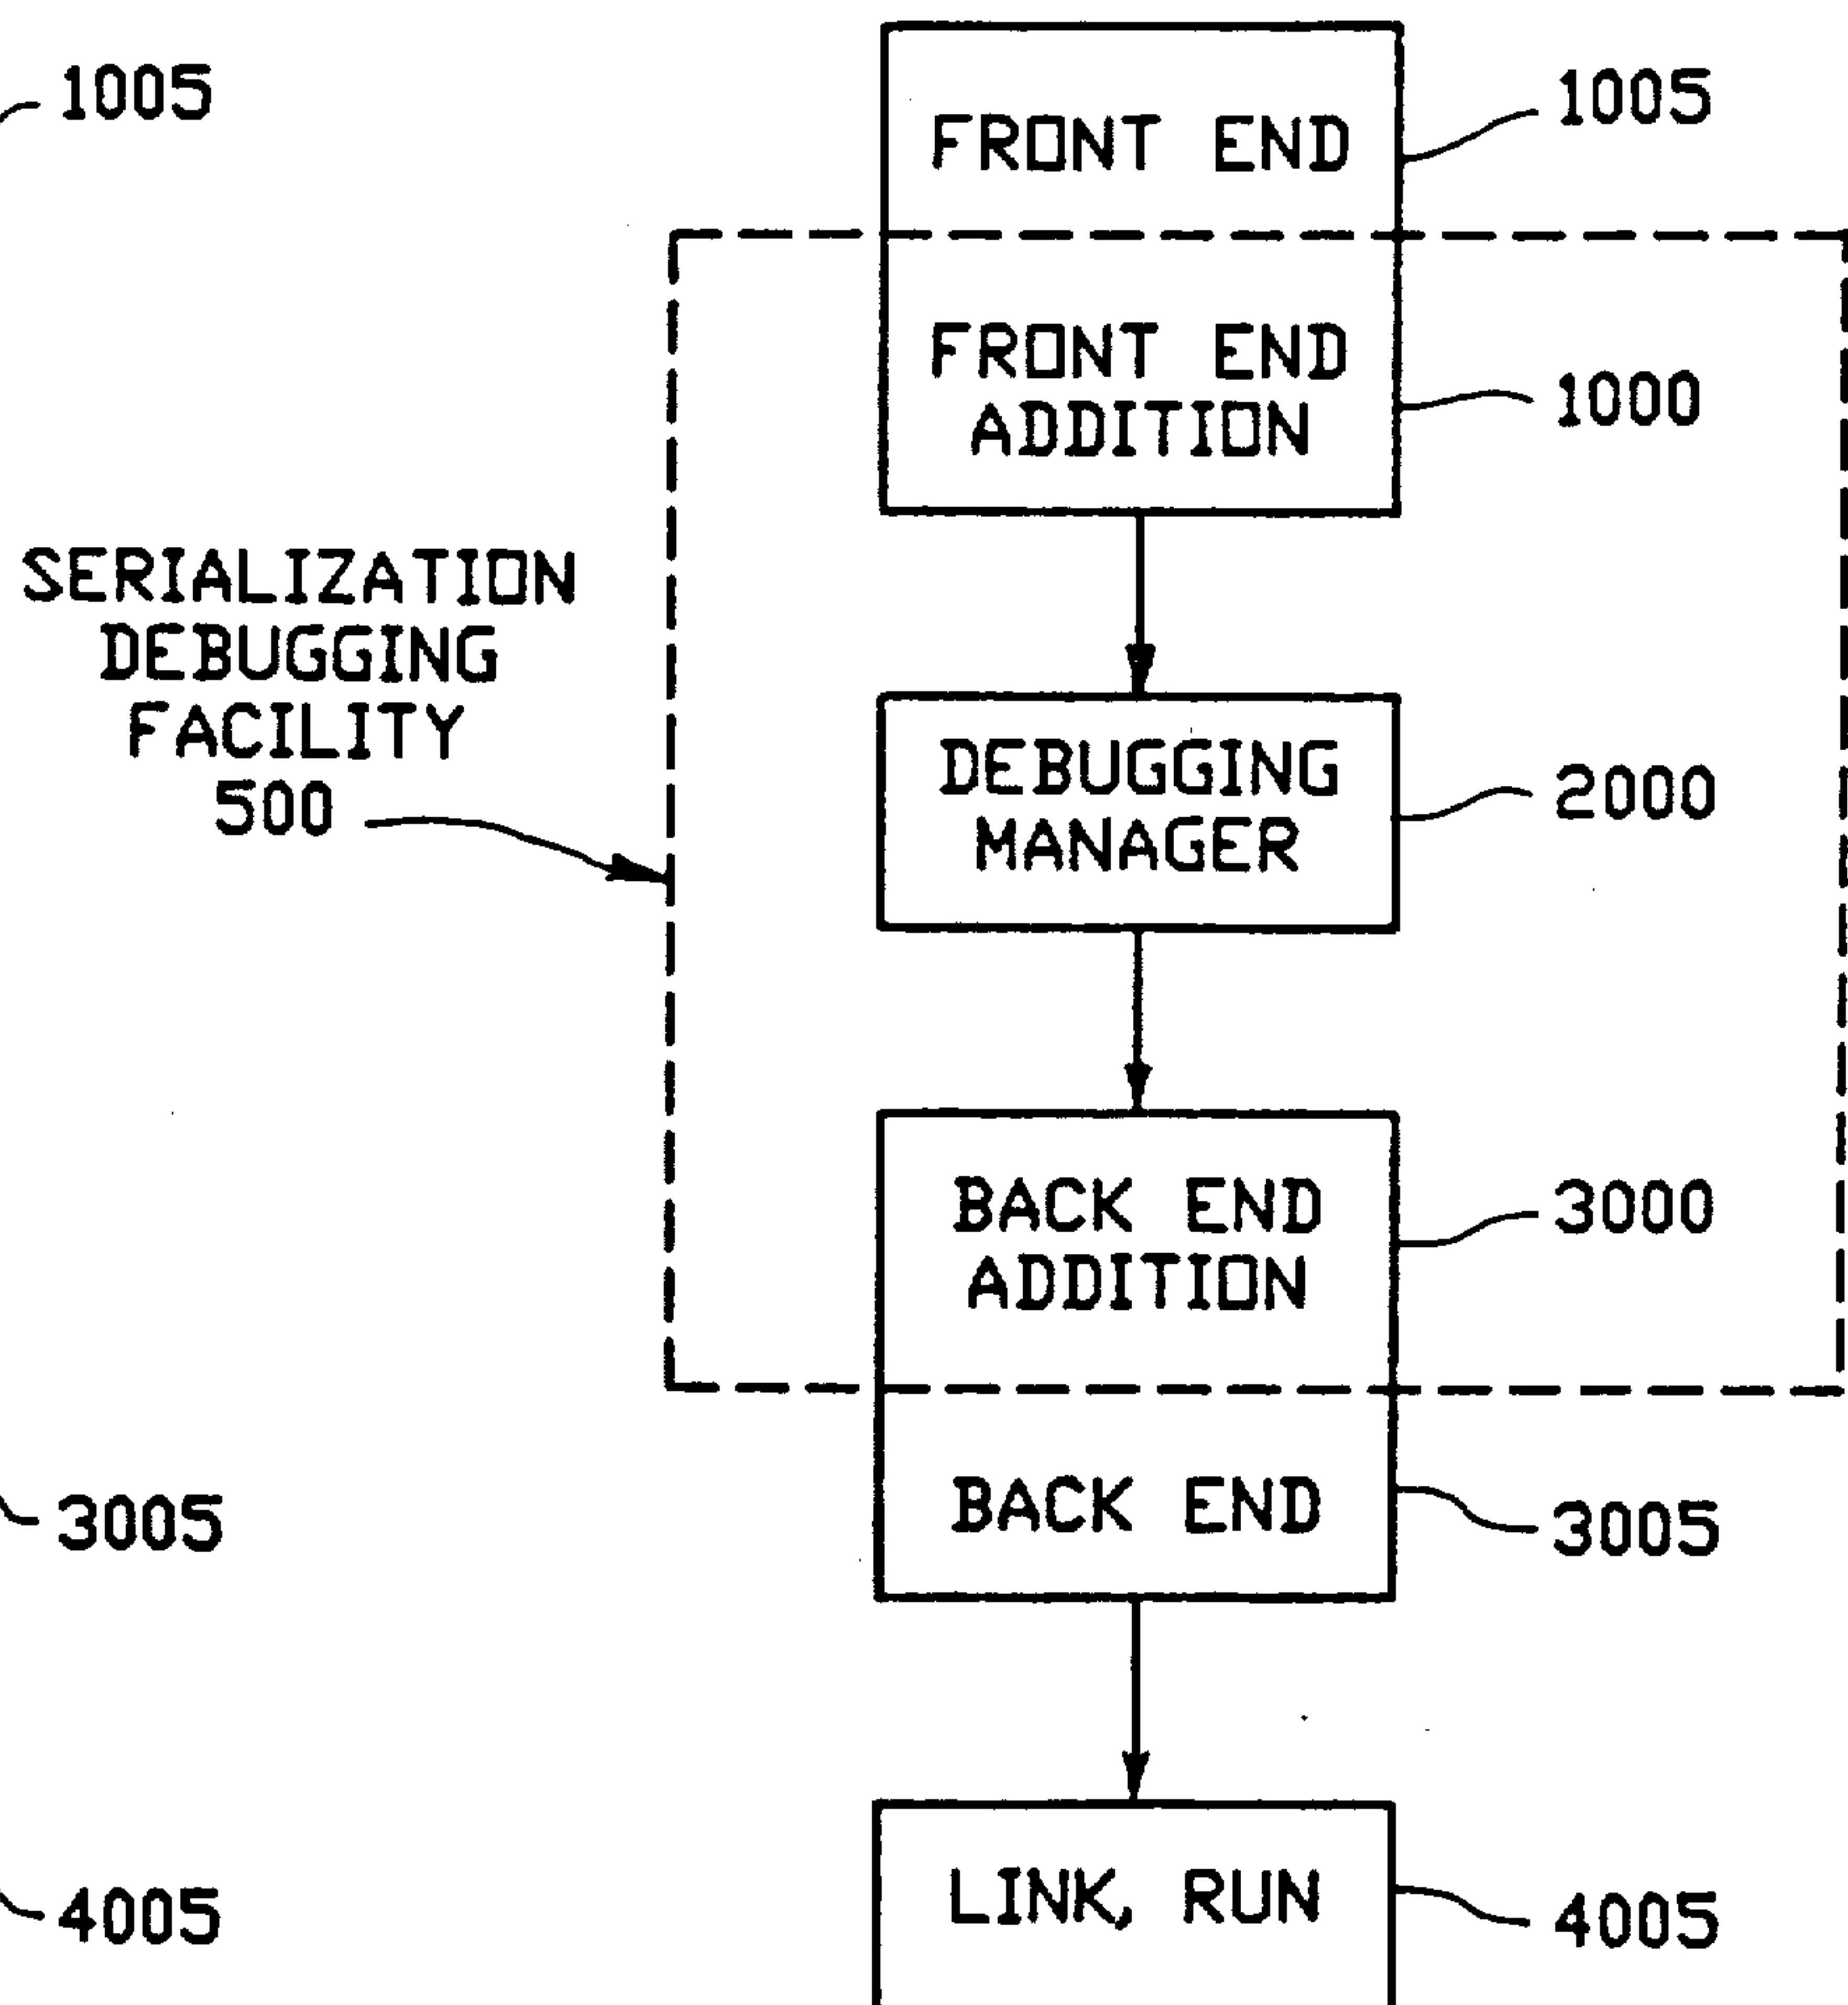 1005
FRONT END
1005
FRONT END
ADDITION
1000
SERIALIZATION
DEBUGGING
FACILITY
500
DEBUGGING
MANAGER
2000
BACK END
ADDITION
3000
BACK END
3005
3005
LINK, RUN
4005
4005